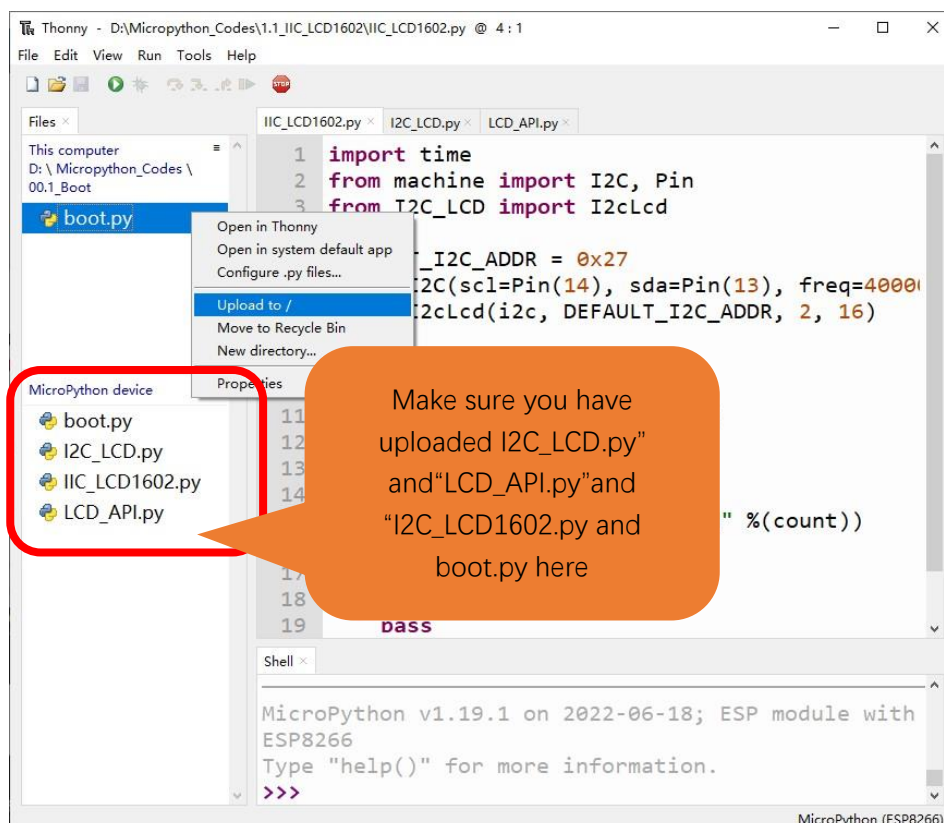 Thonny - D:\Micropython_Codes\1.1_IIC_LCD1602\IIC_LCD1602.py @ 4 : 1
File Edit View Run Tools Help
STOP
Files
This computer
D: \ Micropython_Codes \
00.1_Boot
boot.py
Open in Thonny
Open in system default app
Configure .py files...
Upload to /
Move to Recycle Bin
New directory...
Properties
MicroPython device
boot.py
I2C_LCD.py
IIC_LCD1602.py
LCD_API.py
IIC_LCD1602.py I2C_LCD.py LCD_API.py
1 import time
2 from machine import I2C, Pin
3 from I2C_LCD import I2cLcd
T_I2C_ADDR = 0x27
I2C(scl=Pin(14), sda=Pin(13), freq=40000
I2cLcd(i2c, DEFAULT_I2C_ADDR, 2, 16)
11
12
13
14
" %(count))
17
18
19 pass
Make sure you have
uploaded I2C_LCD.py”
and“LCD_API.py”and
“I2C_LCD1602.py and
boot.py here
Shell
MicroPython v1.19.1 on 2022-06-18; ESP module with
ESP8266
Type "help()" for more information.
>>>
MicroPython (ESP8266)